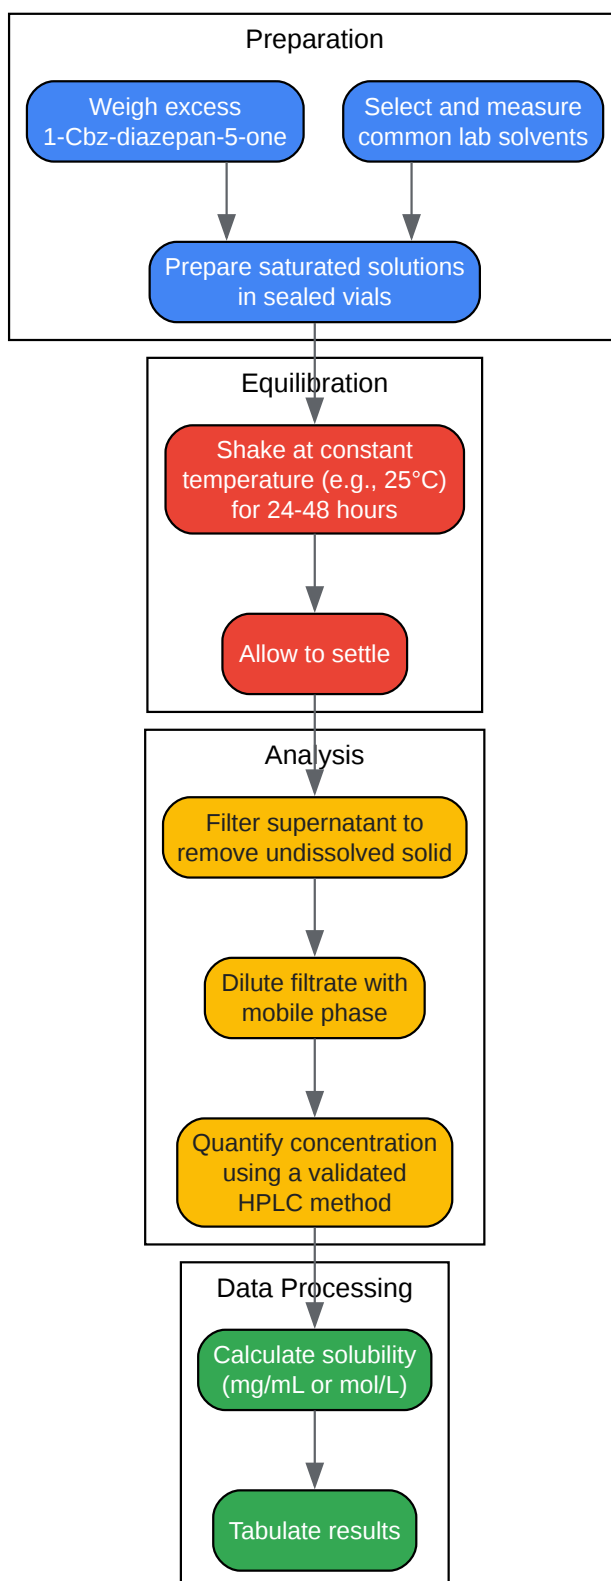 Preparation
Weigh excess
1-Cbz-diazepan-5-one
Select and measure
common lab solvents
Prepare saturated solutions
in sealed vials
Equilibration
Shake at constant
temperature (e.g., 25°C)
for 24-48 hours
Allow to settle
Analysis
Filter supernatant to
remove undissolved solid
Dilute filtrate with
mobile phase
Quantify concentration
using a validated
HPLC method
Data Processing
Calculate solubility
(mg/mL or mol/L)
Tabulate results